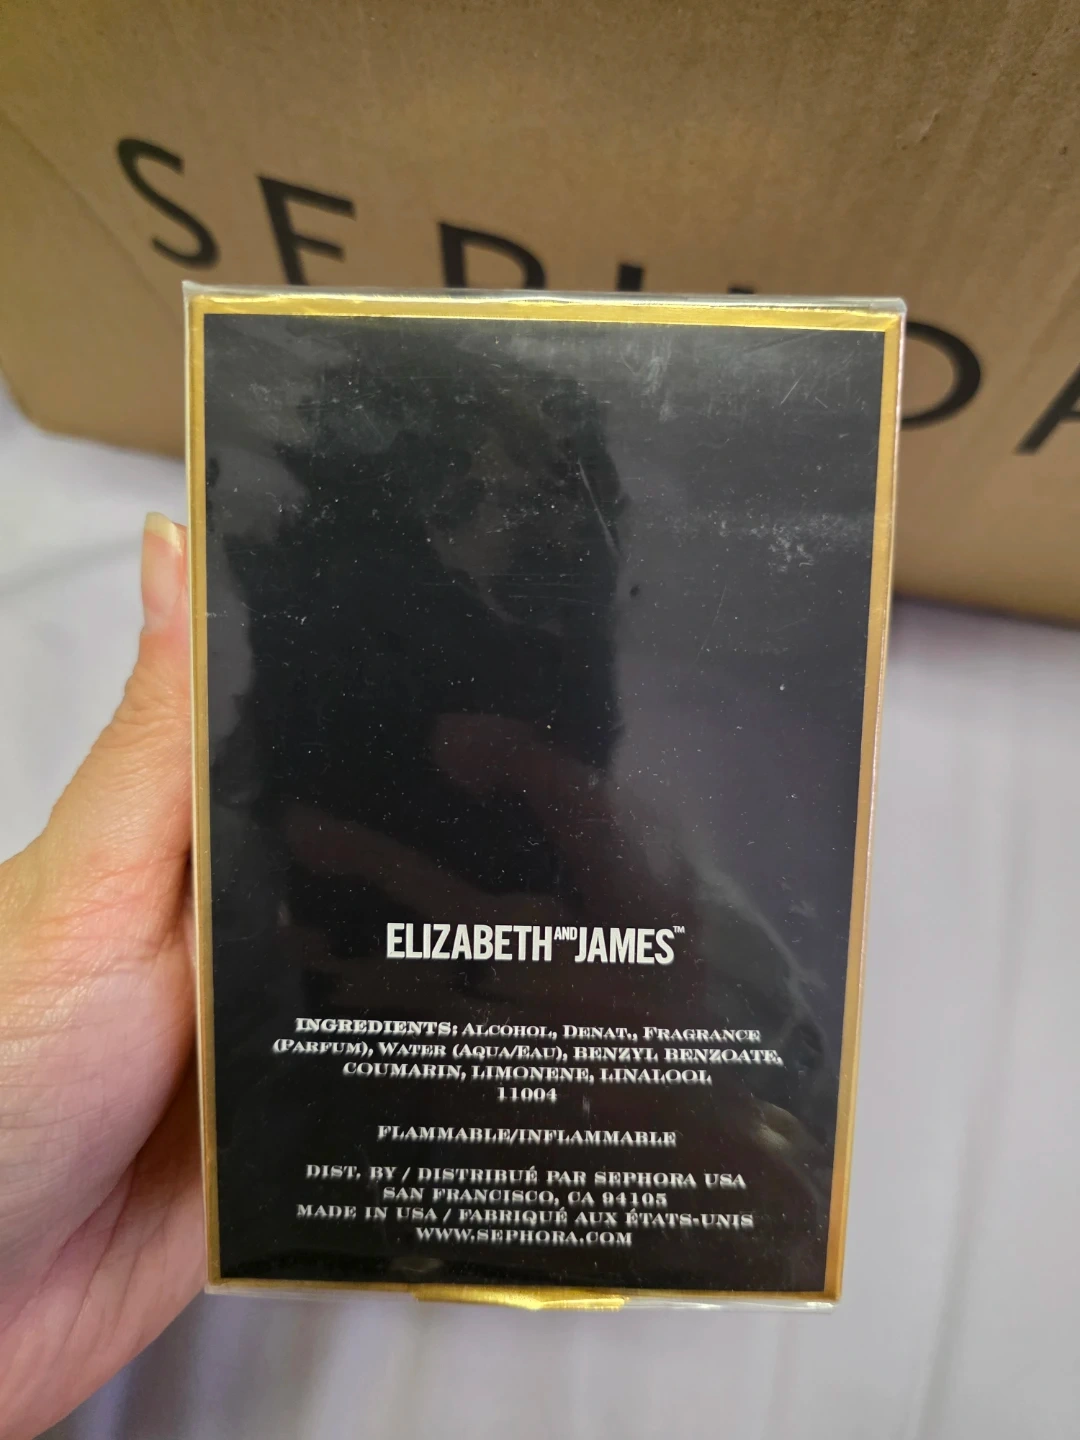 SEPHORA
ELIZABETH AND JAMES™
INGREDIENTS: ALCOHOL, DENAT., FRAGRANCE
(PARFUM), WATER (AQUA/EAU), BENZYL BENZOATE,
COUMARIN, LIMONENE, LINALOOL
11004
FLAMMABLE/INFLAMMABLE
DIST. BY / DISTRIBUÉ PAR SEPHORA USA
SAN FRANCISCO, CA 94105
MADE IN USA / FABRIQUÉ AUX ÉTATS-UNIS
WWW.SEPHORA.COM